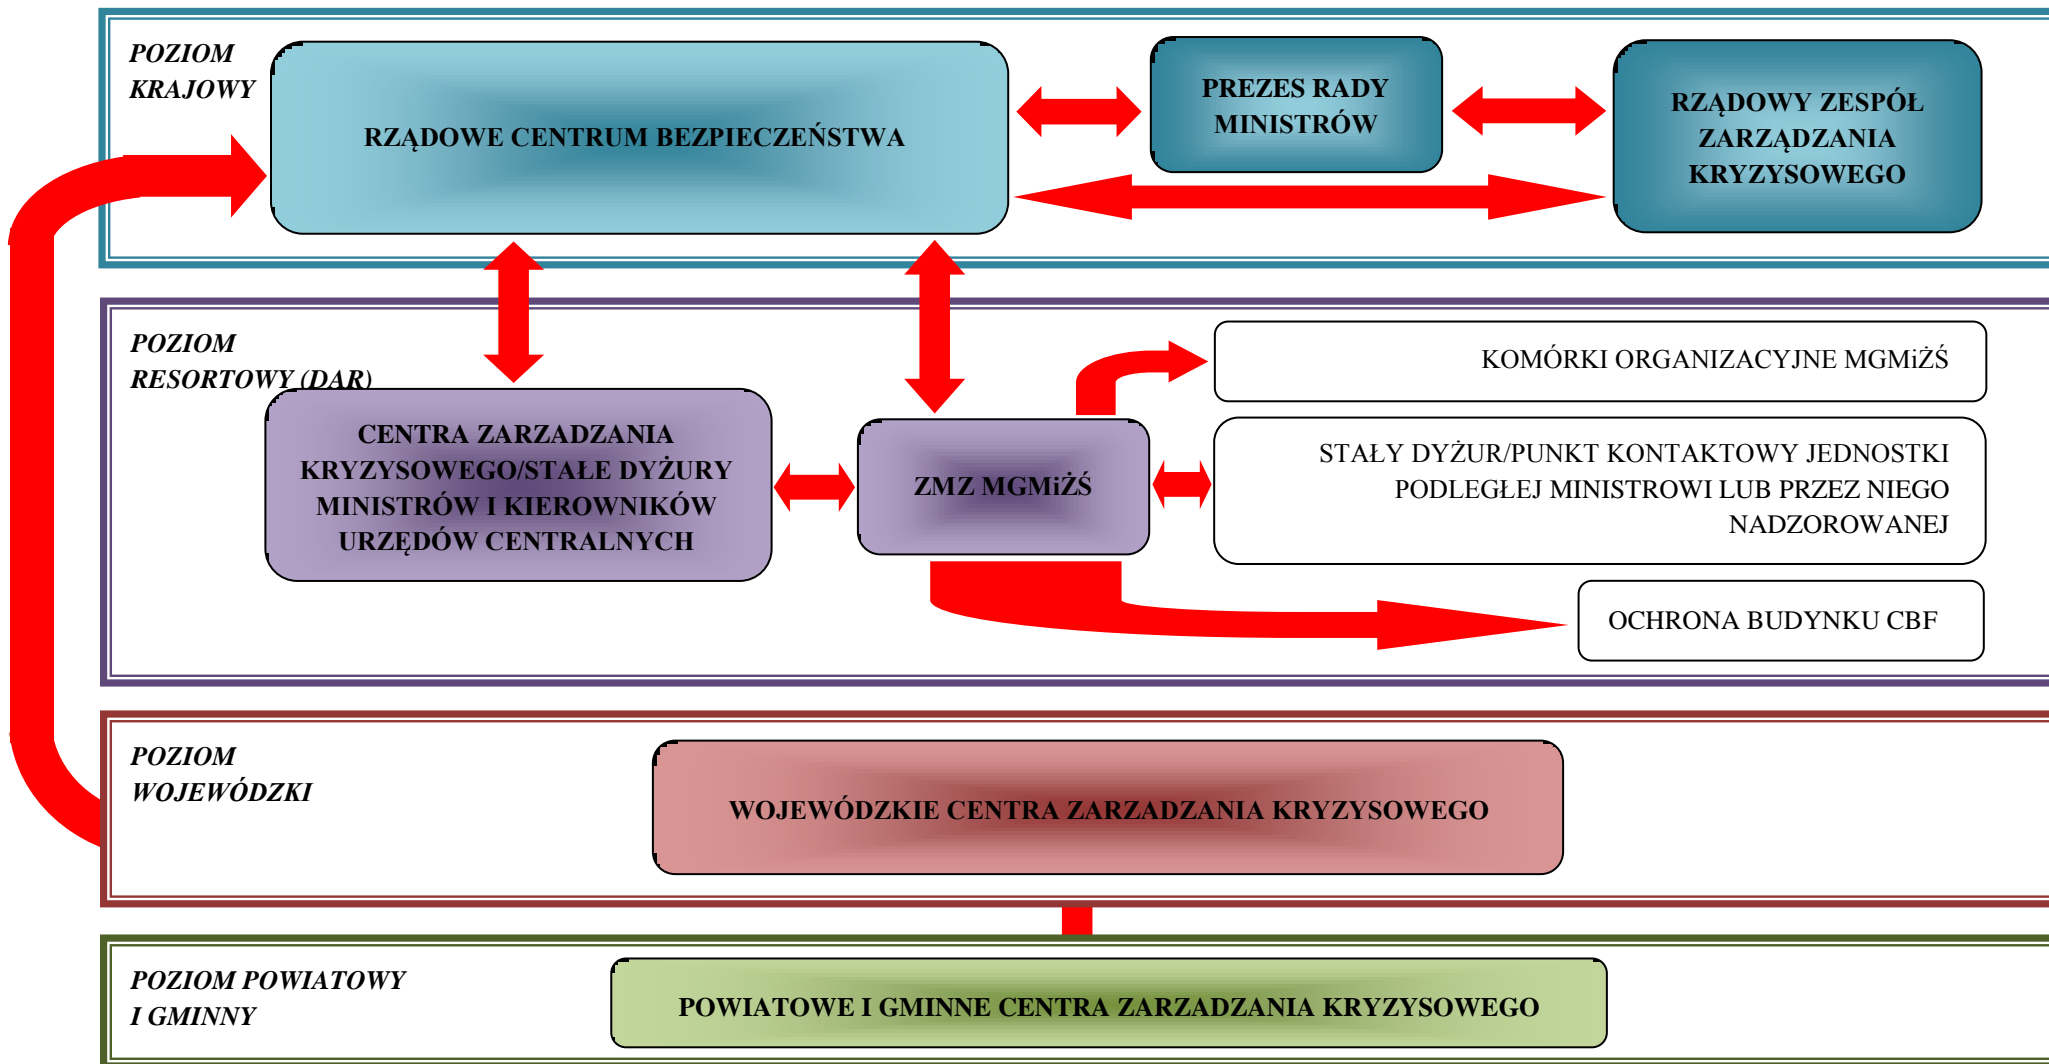 POZIOM
KRAJOWY
RZĄDOWE CENTRUM BEZPIECZEŃSTWA
PREZES RADY
MINISTRÓW
RZĄDOWY ZESPÓŁ
ZARZĄDZANIA
KRYZYSOWEGO
POZIOM
RESORTOWY (DAR)
CENTRA ZARZADZANIA
KRYZYSOWEGO/STAŁE DYŻURY
MINISTRÓW I KIEROWNIKÓW
URZĘDÓW CENTRALNYCH
ZMZ MGMiŻŚ
KOMÓRKI ORGANIZACYJNE MGMiŻŚ
STAŁY DYŻUR/PUNKT KONTAKTOWY JEDNOSTKI
PODLEGŁEJ MINISTROWI LUB PRZEZ NIEGO
NADZOROWANEJ
OCHRONA BUDYNKU CBF
POZIOM
WOJEWÓDZKI
WOJEWÓDZKIE CENTRA ZARZADZANIA KRYZYSOWEGO
POZIOM POWIATOWY
I GMINNY
POWIATOWE I GMINNE CENTRA ZARZADZANIA KRYZYSOWEGO